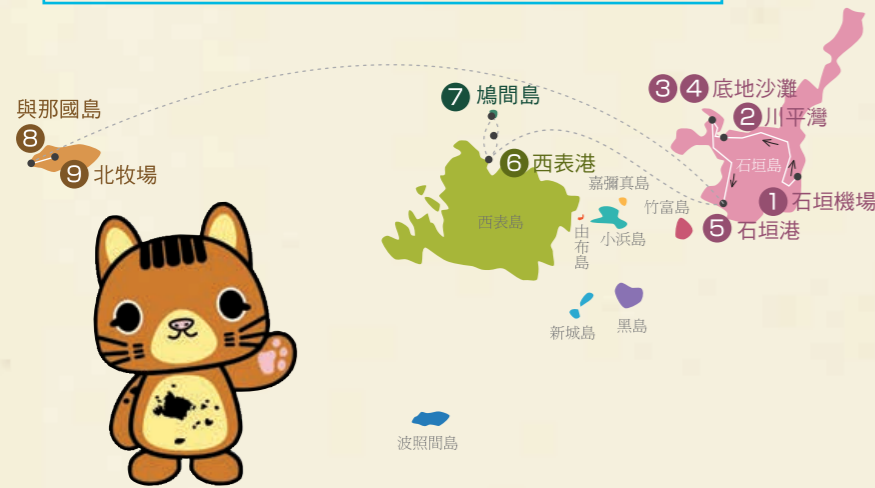 ③④ 底地沙灘
② 川平灣
石垣島
① 石垣機場
⑤ 石垣港
⑦ 鳩間島
⑥ 西表港
西表島
嘉彌真島
竹富島
由布島
小浜島
新城島
黑島
波照間島
與那國島
⑧
⑨ 北牧場